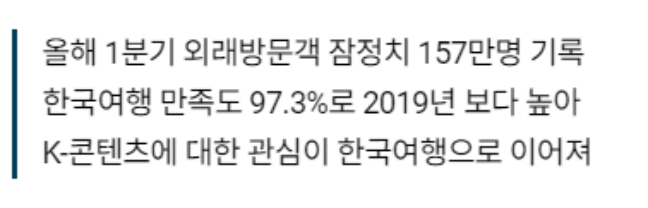 올해 1분기 외래방문객 잠정치 157만명 기록
한국여행 만족도 97.3%로 2019년 보다 높아
K-콘텐츠에 대한 관심이 한국여행으로 이어져